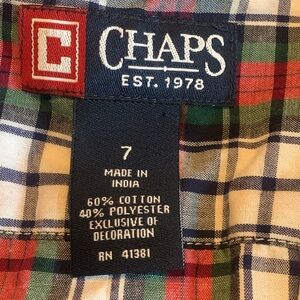 C CHAPS
EST. 1978
7
MADE IN
INDIA
60% COTTON
40% POLYESTER
EXCLUSIVE OF
DECORATION
RN 41381